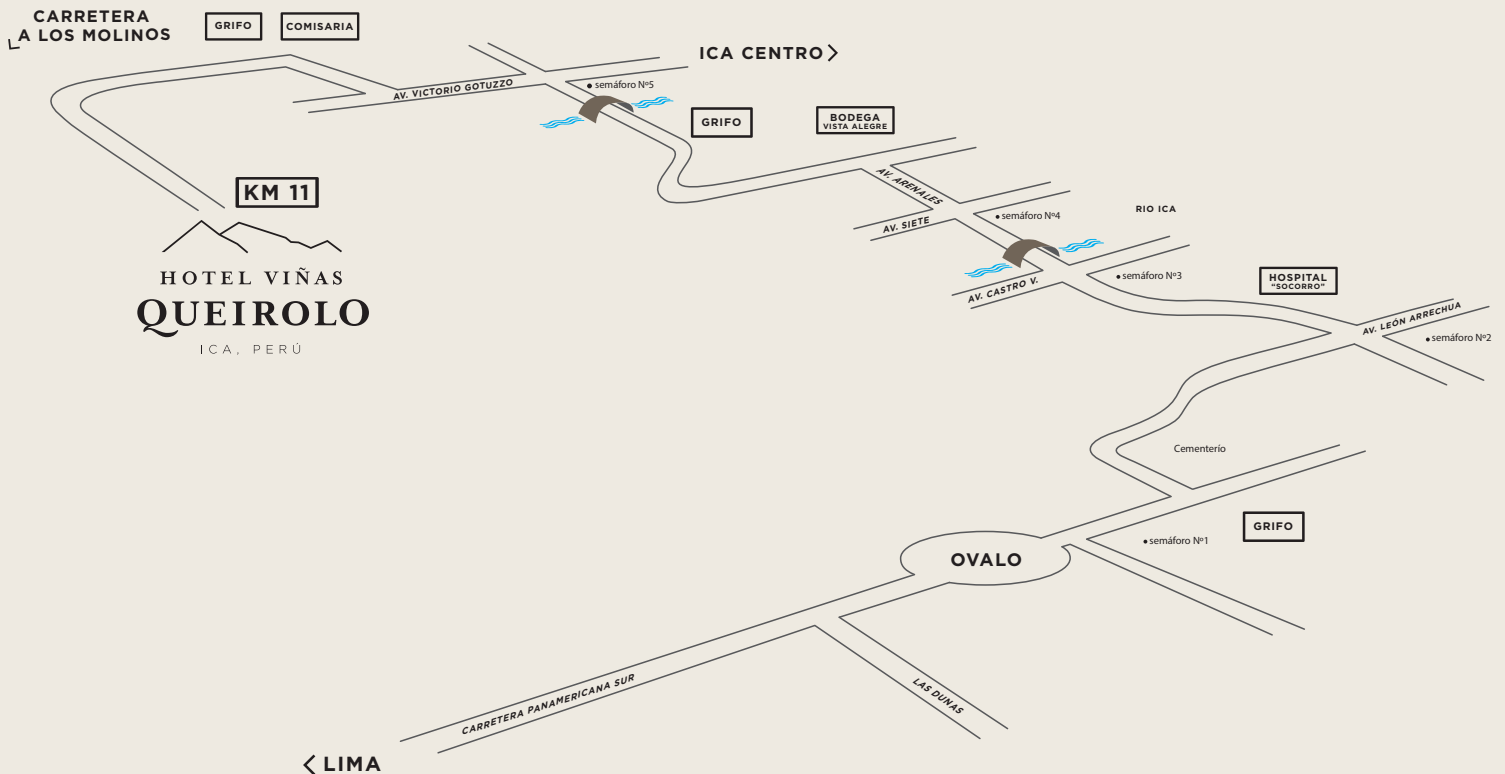 CARRETERA
A LOS MOLINOS
GRIFO
COMISARIA
ICA CENTRO
AV. VICTORIO GOTUZZO
semáforo Nº5
GRIFO
BODEGA
VISTA ALEGRE
KM 11
AV. ARENALES
AV. SIETE
semáforo Nº4
RIO ICA
HOTEL VIÑAS
QUEIROLO
ICA, PERÚ
AV. CASTRO V.
semáforo Nº3
HOSPITAL
"SOCORRO"
AV. LEÓN ARRECHUA
semáforo Nº2
Cementerío
GRIFO
semáforo Nº1
OVALO
CARRETERA PANAMERICANA SUR
LAS DUNAS
LIMA